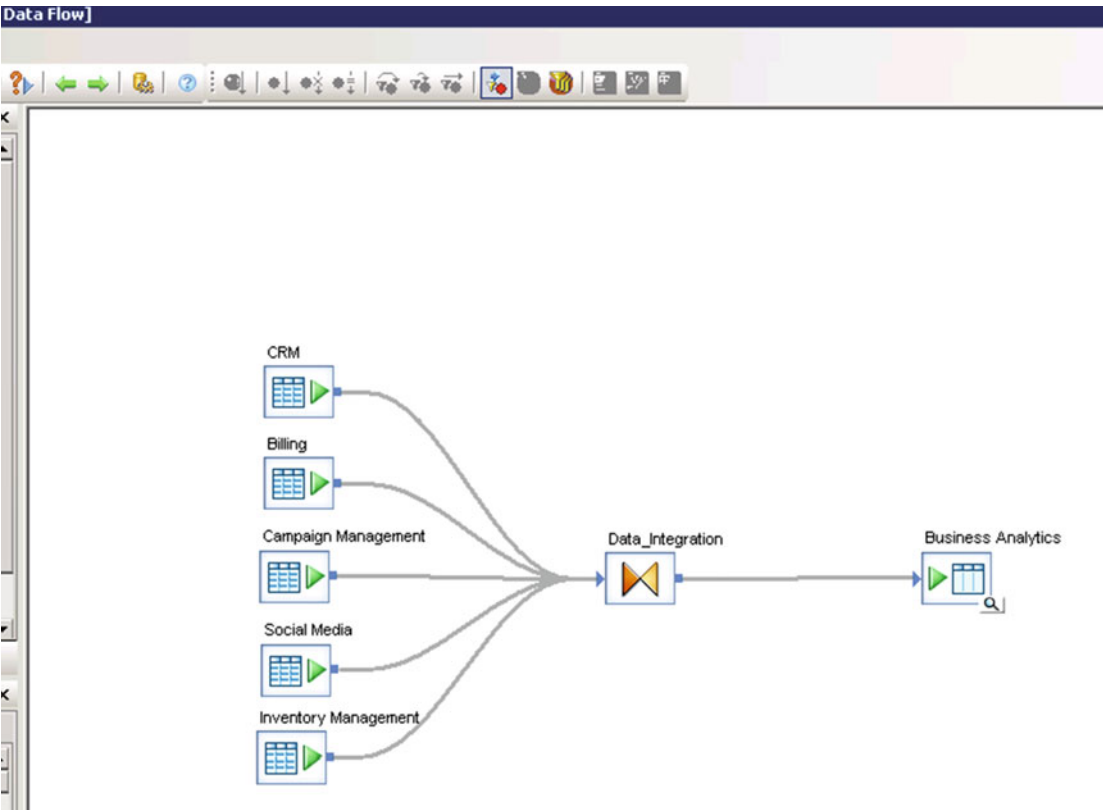 Data Flow]
CRM
Billing
Campaign Management
Data_Integration
Business Analytics
Social Media
Inventory Management